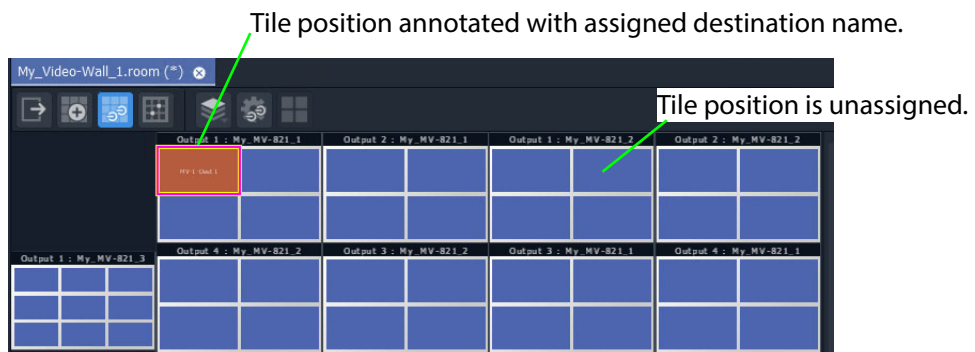 Tile position annotated with assigned destination name.
My_Video-Wall_1.room (*)
Tile position is unassigned.
Output 1 : My_MV-821_1
Output 2 : My_MV-821_1
Output 1 : My_MV-821_2
Output 2 : My_MV-821_2
Output 4 : My_MV-821_2
Output 3 : My_MV-821_2
Output 3 : My_MV-821_1
Output 4 : My_MV-821_1
Output 1 : My_MV-821_3